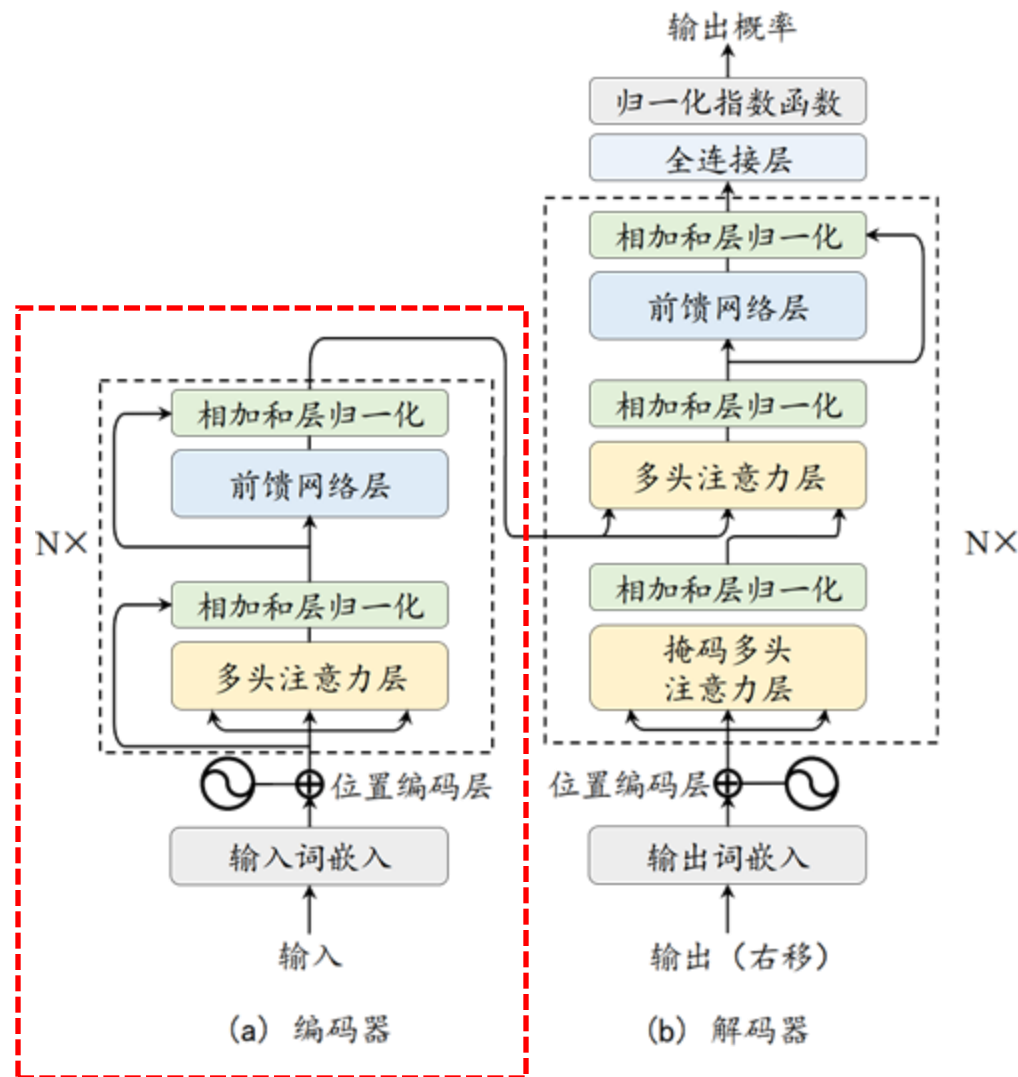 输出概率
归一化指数函数
全连接层
相加和层归一化
前馈网络层
相加和层归一化
多头注意力层
相加和层归一化
掩码多头
注意力层
N×
位置编码层
输出词嵌入
输出（右移）
(b) 解码器
相加和层归一化
前馈网络层
N×
相加和层归一化
多头注意力层
位置编码层
输入词嵌入
输入
(a) 编码器